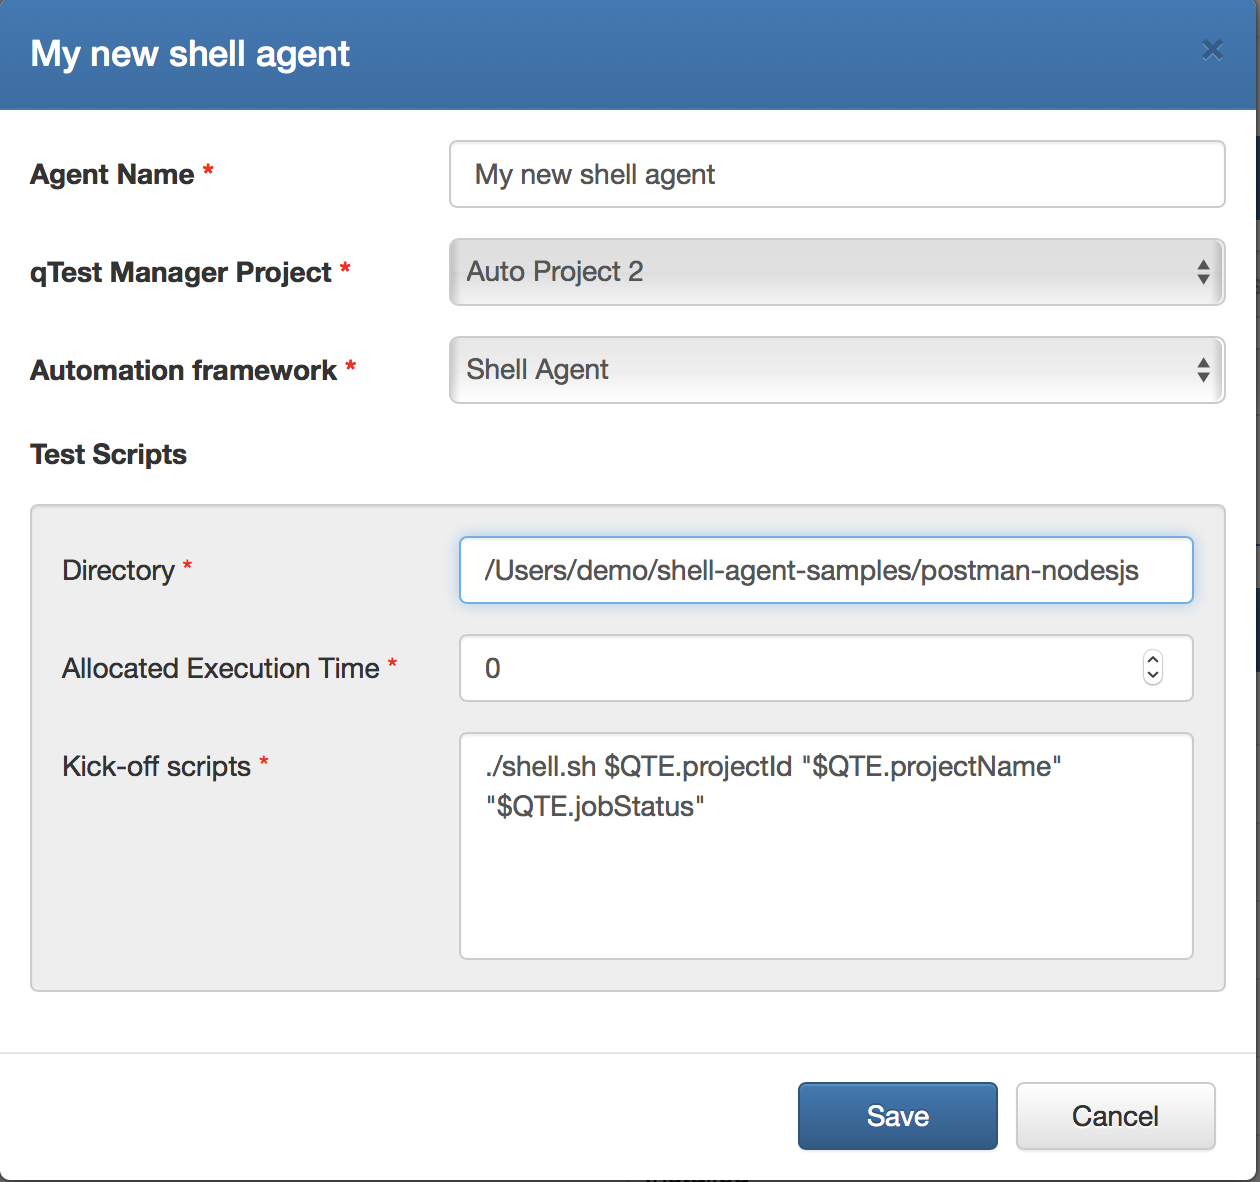 My new shell agent
Agent Name *
My new shell agent
qTest Manager Project *
Auto Project 2
Automation framework *
Shell Agent
Test Scripts
Directory *
/Users/demo/shell-agent-samples/postman-nodesjs
Allocated Execution Time *
0
Kick-off scripts *
./shell.sh $QTE.projectId "$QTE.projectName"
"$QTE.jobStatus"
Save
Cancel